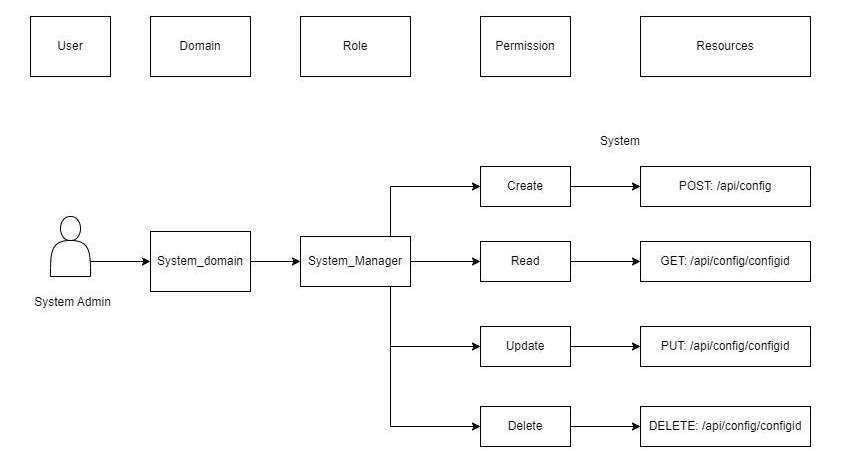 User
Domain
Role
Permission
Resources
System
Create
POST: /api/config
System_domain
System_Manager
Read
GET: /api/config/configid
System Admin
Update
PUT: /api/config/configid
Delete
DELETE: /api/config/configid